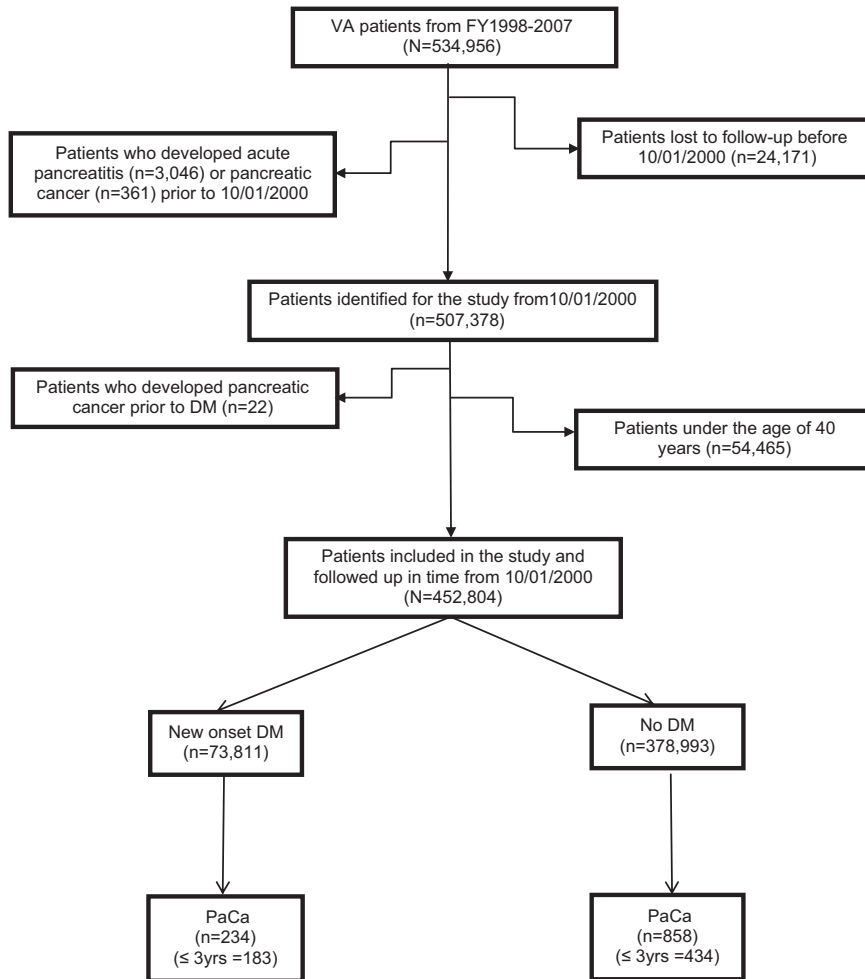 VA patients from FY1998-2007
(N=534,956)
Patients who developed acute
pancreatitis (n=3,046) or pancreatic
cancer (n=361) prior to 10/01/2000
Patients lost to follow-up before
10/01/2000 (n=24,171)
Patients identified for the study from10/01/2000
(n=507,378)
Patients who developed pancreatic
cancer prior to DM (n=22)
Patients under the age of 40
years (n=54,465)
Patients included in the study and
followed up in time from 10/01/2000
(N=452,804)
New onset DM
(n=73,811)
No DM
(n=378,993)
PaCa
(n=234)
(≤ 3yrs =183)
PaCa
(n=858)
(≤ 3yrs =434)